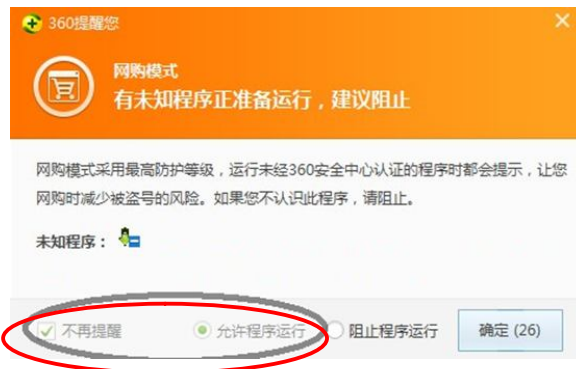 360提醒您
网购模式
有未知程序正准备运行，建议阻止
网购模式采用最高防护等级，运行未经360安全中心认证的程序时都会提示，让您
网购时减少被盗号的风险。如果您不认识此程序，请阻止。
未知程序：
不再提醒 允许程序运行 阻止程序运行 确定 (26)